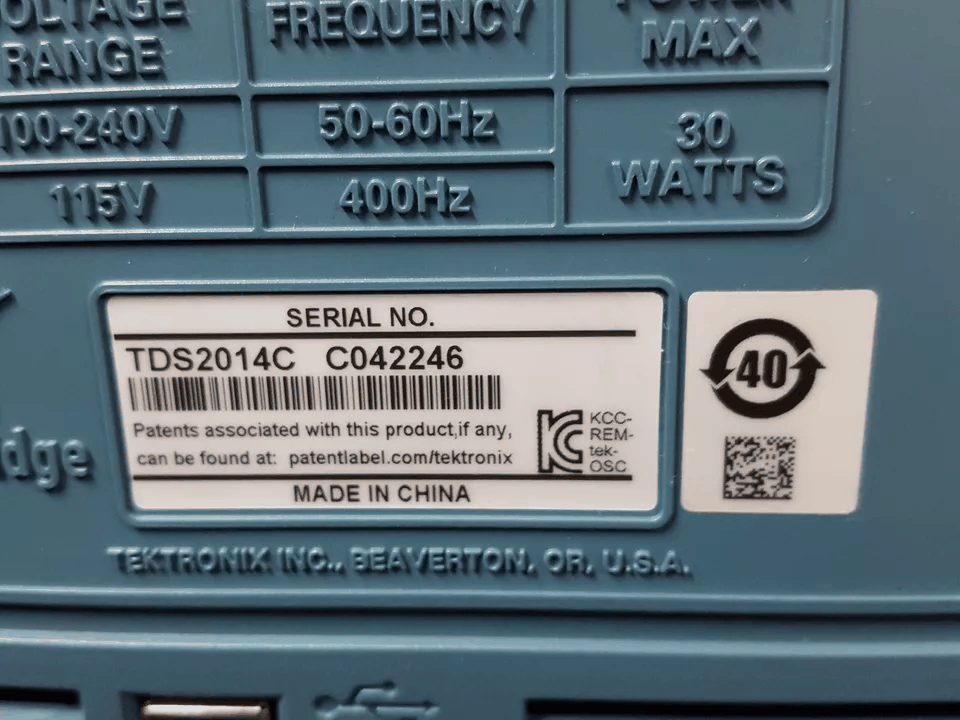 VOLTAGE
RANGE
FREQUENCY
POWER
MAX
100-240V
50-60Hz
30
WATTS
115V
400Hz
SERIAL NO.
TDS2014C C042246
Patents associated with this product,if any,
can be found at: patentlabel.com/tektronix
KCC-
REM-
tek-
OSC
MADE IN CHINA
40
TEKTRONIX INC., BEAVERTON, OR, U.S.A.